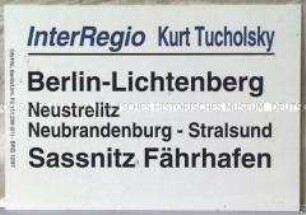 InterRegio Kurt Tucholsky
Berlin-Lichtenberg
Neustrelitz
Neubrandenburg - Stralsund
Sassnitz Fährhafen